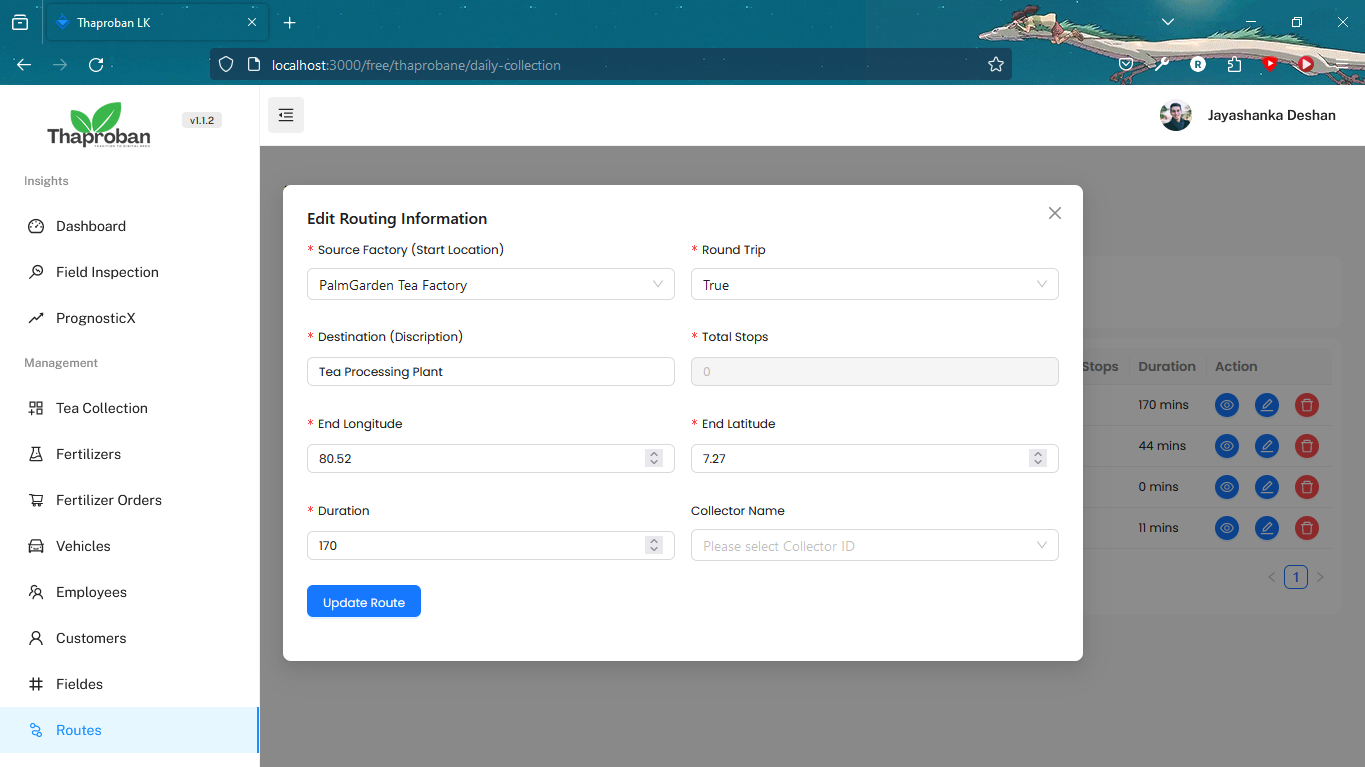 Thaproban LK
localhost:3000/free/thaprobane/daily-collection
Thaproban
v1.1.2
Jayashanka Deshan
Insights
Dashboard
Field Inspection
PrognosticX
Management
Tea Collection
Fertilizers
Fertilizer Orders
Vehicles
Employees
Customers
Fieldes
Routes
Edit Routing Information
* Source Factory (Start Location)
PalmGarden Tea Factory
* Round Trip
True
* Destination (Discription)
Tea Processing Plant
* Total Stops
0
* End Longitude
80.52
* End Latitude
7.27
* Duration
170
Collector Name
Please select Collector ID
Update Route
Stops Duration Action
170 mins
44 mins
0 mins
11 mins
< 1 >